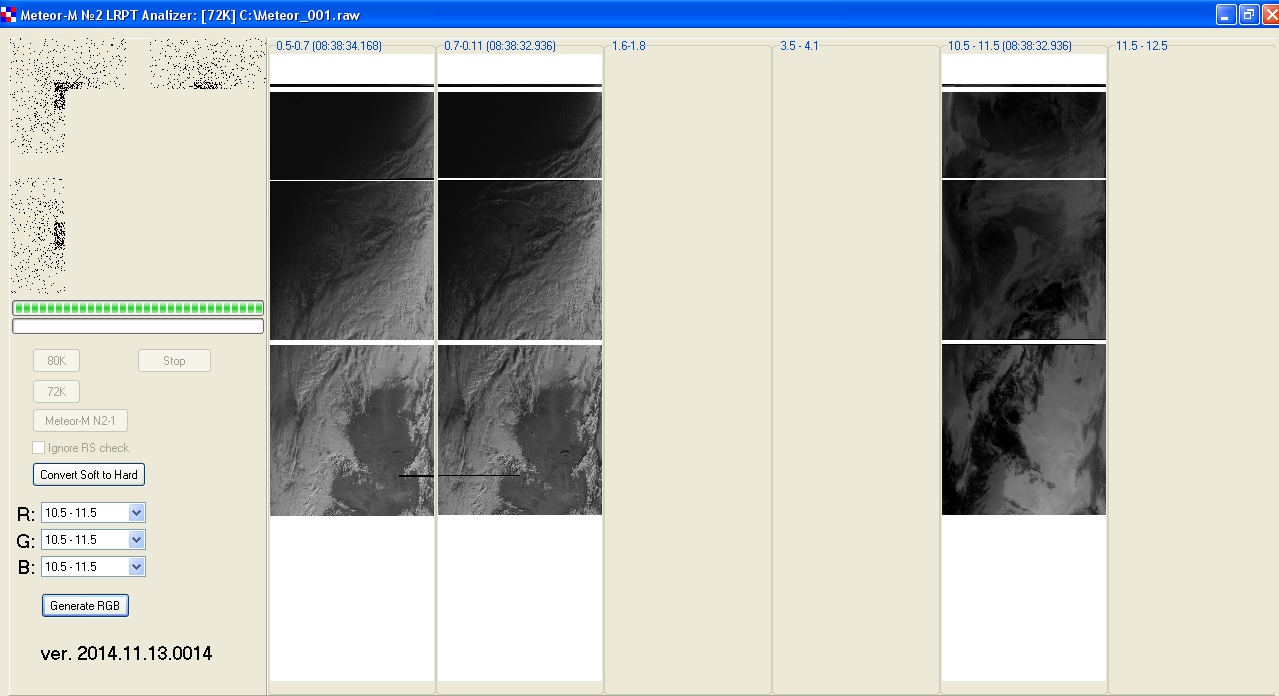 Meteor-M №2 LRPT Analizer: [72K] C:\Meteor_001.raw
0.5-0.7 (08:38:34.168)
0.7-0.11 (08:38:32.936)
1.6-1.8
3.5 - 4.1
10.5 - 11.5 (08:38:32.936)
11.5 - 12.5
80K
Stop
72K
Meteor-M N2-1
Ignore RS check
Convert Soft to Hard
R: 10.5 - 11.5
G: 10.5 - 11.5
B: 10.5 - 11.5
Generate RGB
ver. 2014.11.13.0014